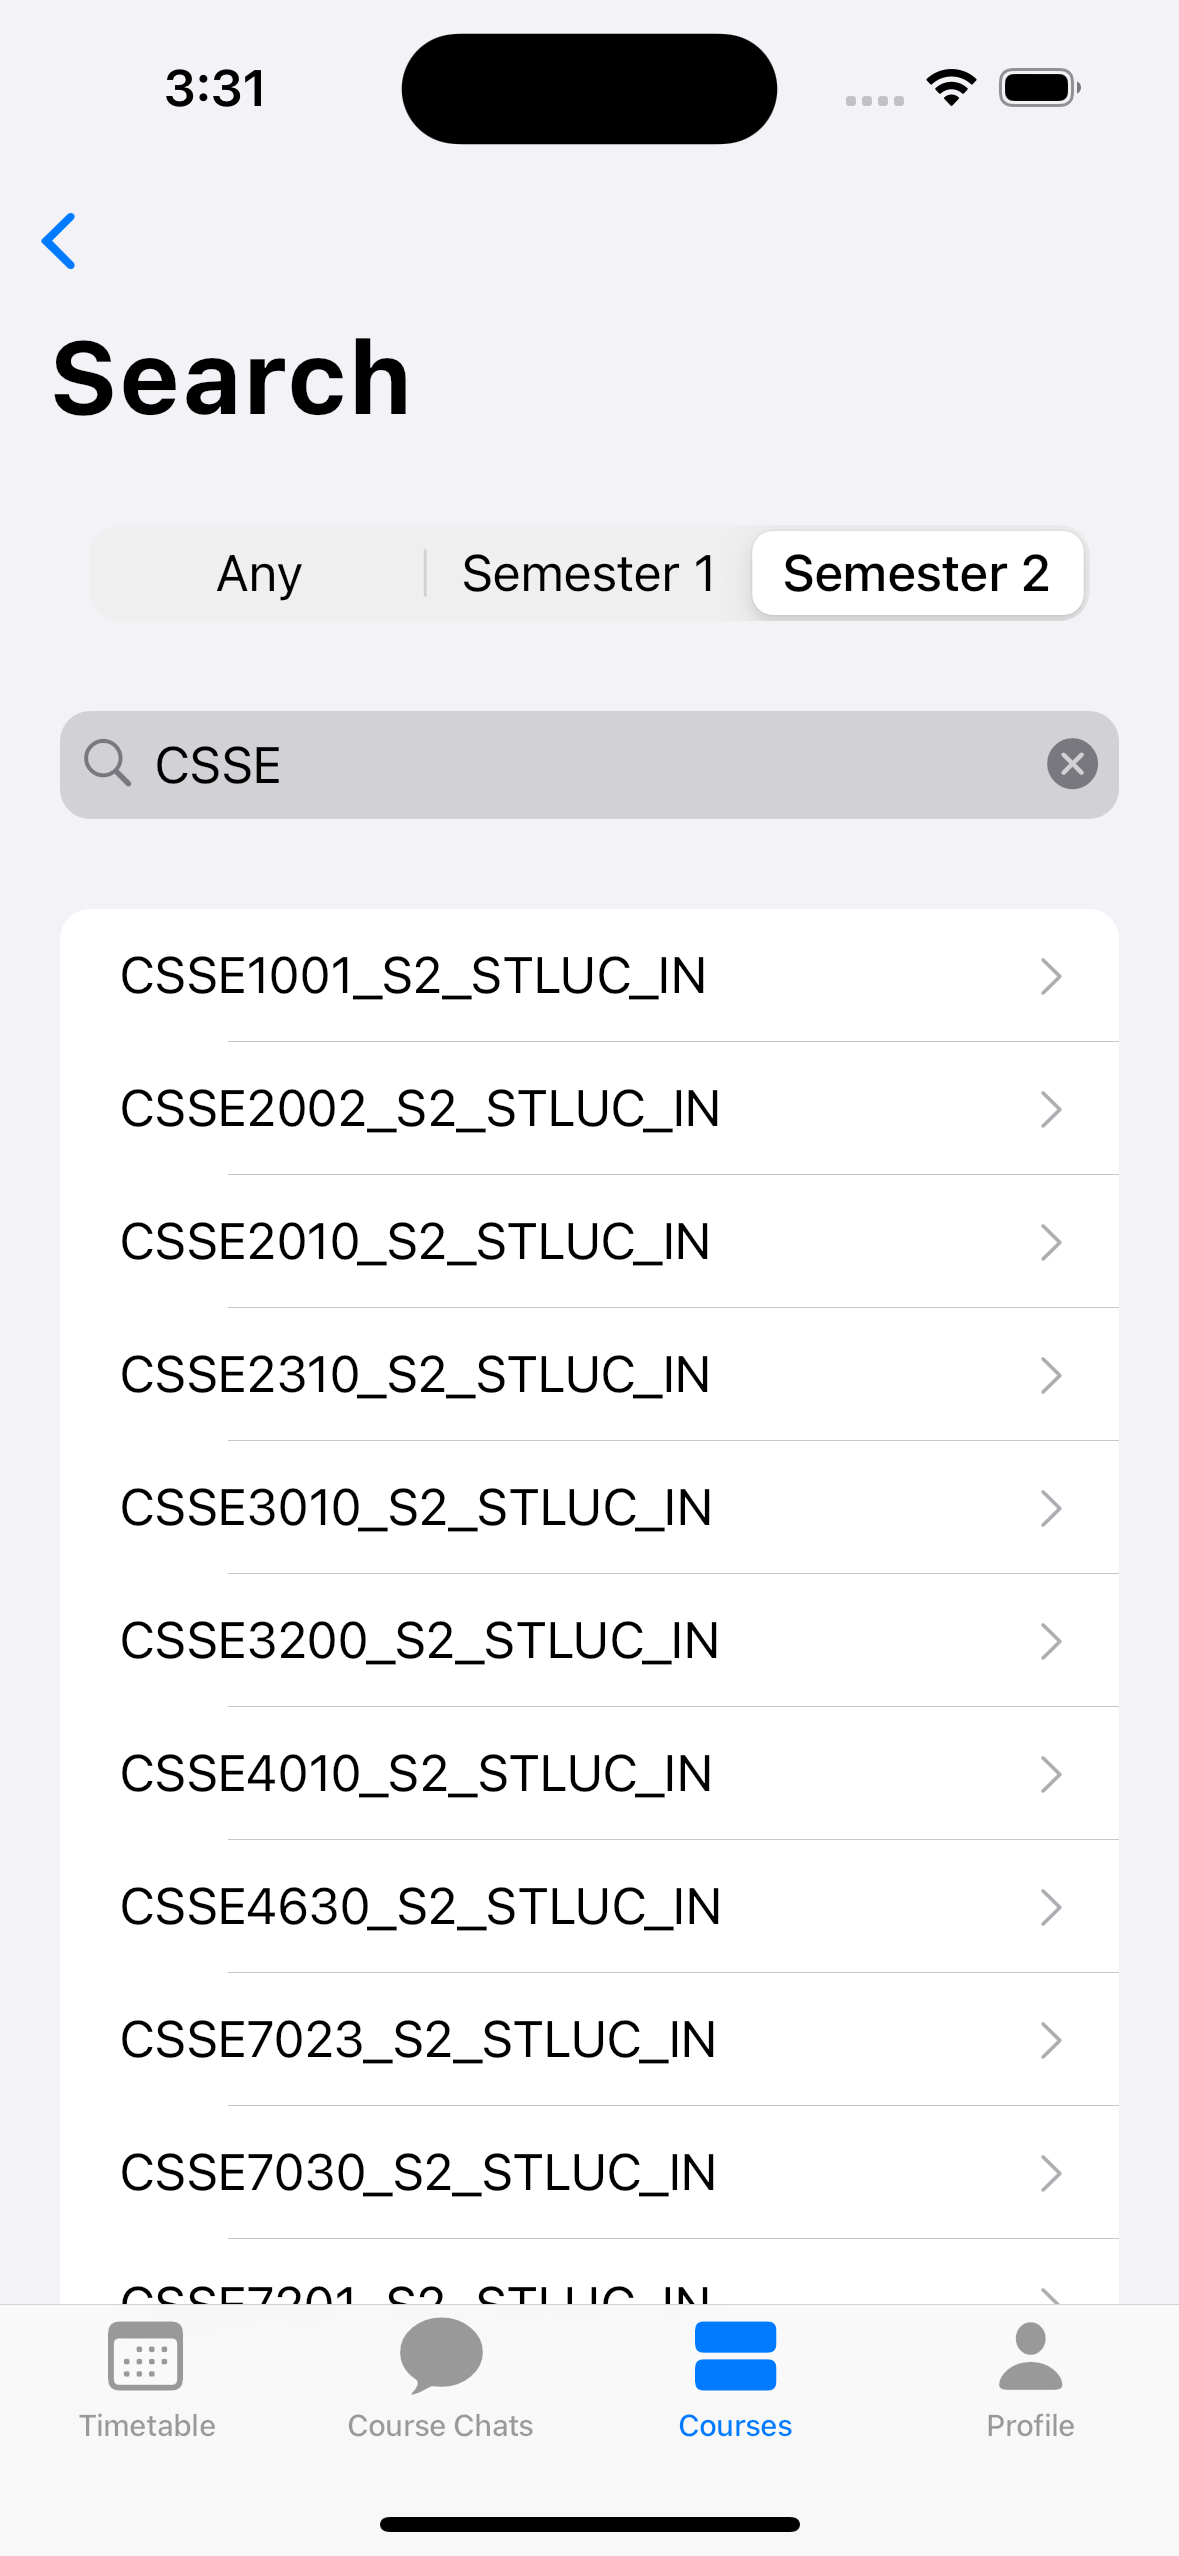 3:31
Search
Any Semester 1 Semester 2
CSSE
CSSE1001_S2_STLUC_IN
CSSE2002_S2_STLUC_IN
CSSE2010_S2_STLUC_IN
CSSE2310_S2_STLUC_IN
CSSE3010_S2_STLUC_IN
CSSE3200_S2_STLUC_IN
CSSE4010_S2_STLUC_IN
CSSE4630_S2_STLUC_IN
CSSE7023_S2_STLUC_IN
CSSE7030_S2_STLUC_IN
CSSE7201_S2_STLUC_IN
Timetable Course Chats Courses Profile